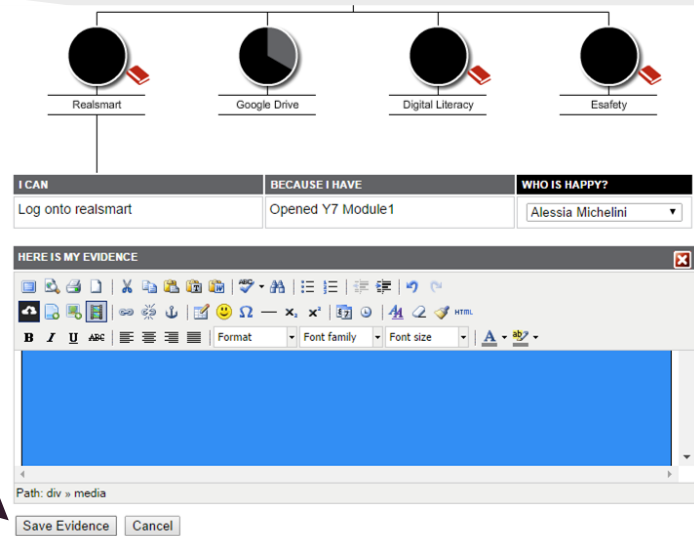 Realsmart Google Drive Digital Literacy Esafety
I CAN BECAUSE I HAVE WHO IS HAPPY?
Log onto realsmart Opened Y7 Module1 Alessia Michelini
HERE IS MY EVIDENCE
HTML
B I U ABC Format Font family Font size A ab
Path: div » media
Save Evidence Cancel